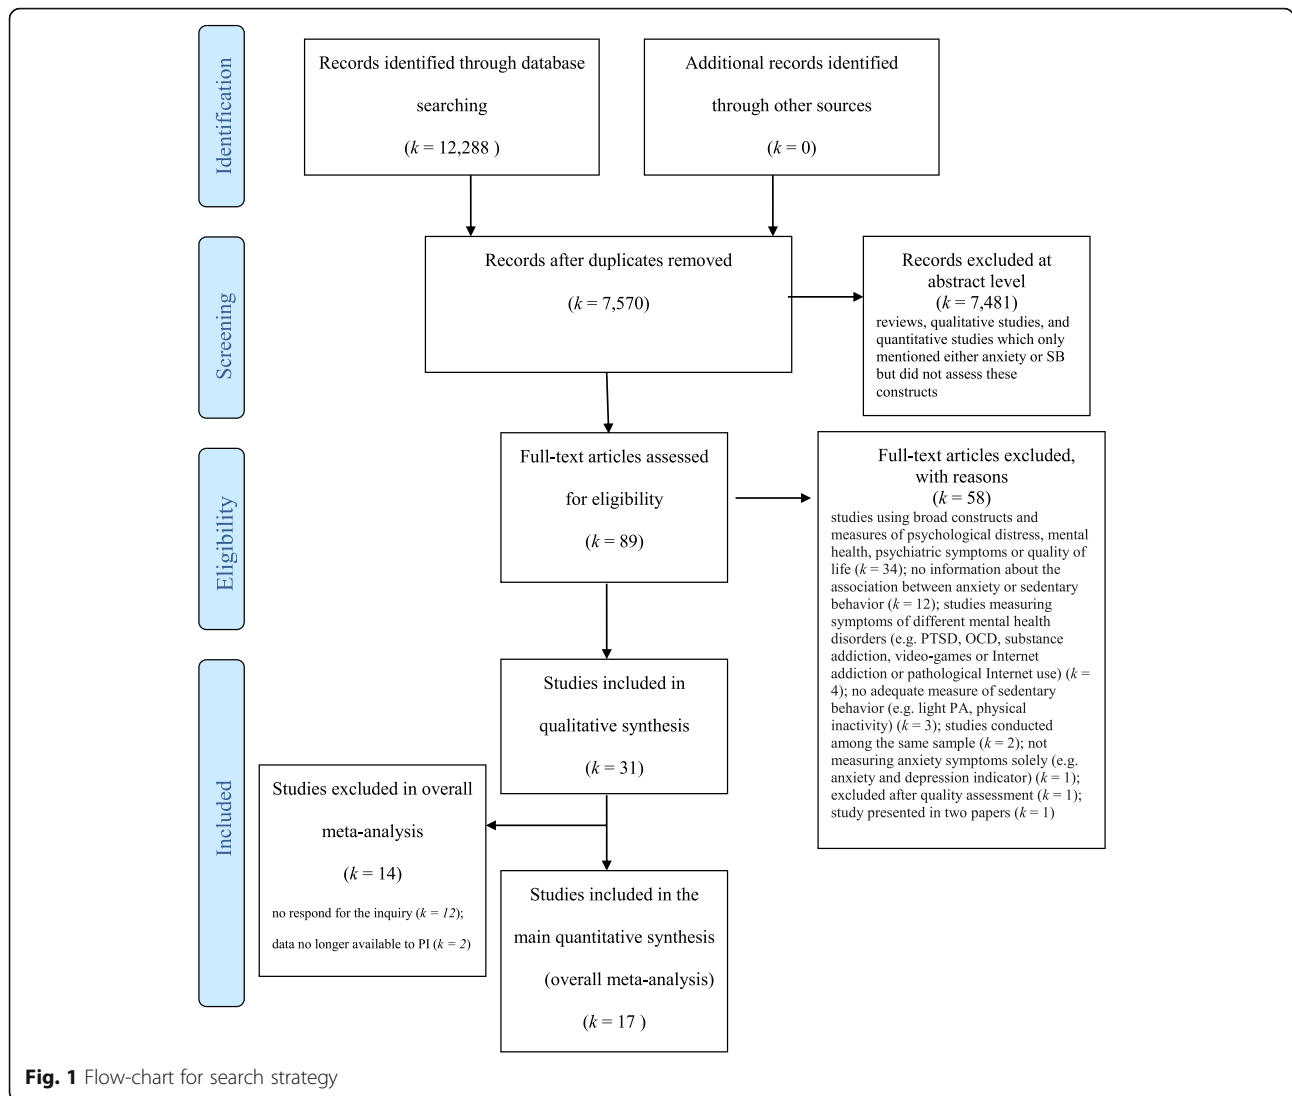 Identification
Records identified through database
searching
(k = 12,288 )
Additional records identified
through other sources
(k = 0)
Screening
Records after duplicates removed
(k = 7,570)
Records excluded at
abstract level
(k = 7,481)
reviews, qualitative studies, and
quantitative studies which only
mentioned either anxiety or SB
but did not assess these
constructs
Eligibility
Full-text articles assessed
for eligibility
(k = 89)
Full-text articles excluded,
with reasons
(k = 58)
studies using broad constructs and
measures of psychological distress, mental
health, psychiatric symptoms or quality of
life (k = 34); no information about the
association between anxiety or sedentary
behavior (k = 12); studies measuring
symptoms of different mental health
disorders (e.g. PTSD, OCD, substance
addiction, video-games or Internet
addiction or pathological Internet use) (k =
4); no adequate measure of sedentary
behavior (e.g. light PA, physical
inactivity) (k = 3); studies conducted
among the same sample (k = 2); not
measuring anxiety symptoms solely (e.g.
anxiety and depression indicator) (k = 1);
excluded after quality assessment (k = 1);
study presented in two papers (k = 1)
Included
Studies included in
qualitative synthesis
(k = 31)
Studies excluded in overall
meta-analysis
(k = 14)
no respond for the inquiry (k = 12);
data no longer available to PI (k = 2)
Studies included in the
main quantitative synthesis
(overall meta-analysis)
(k = 17 )
Fig. 1 Flow-chart for search strategy